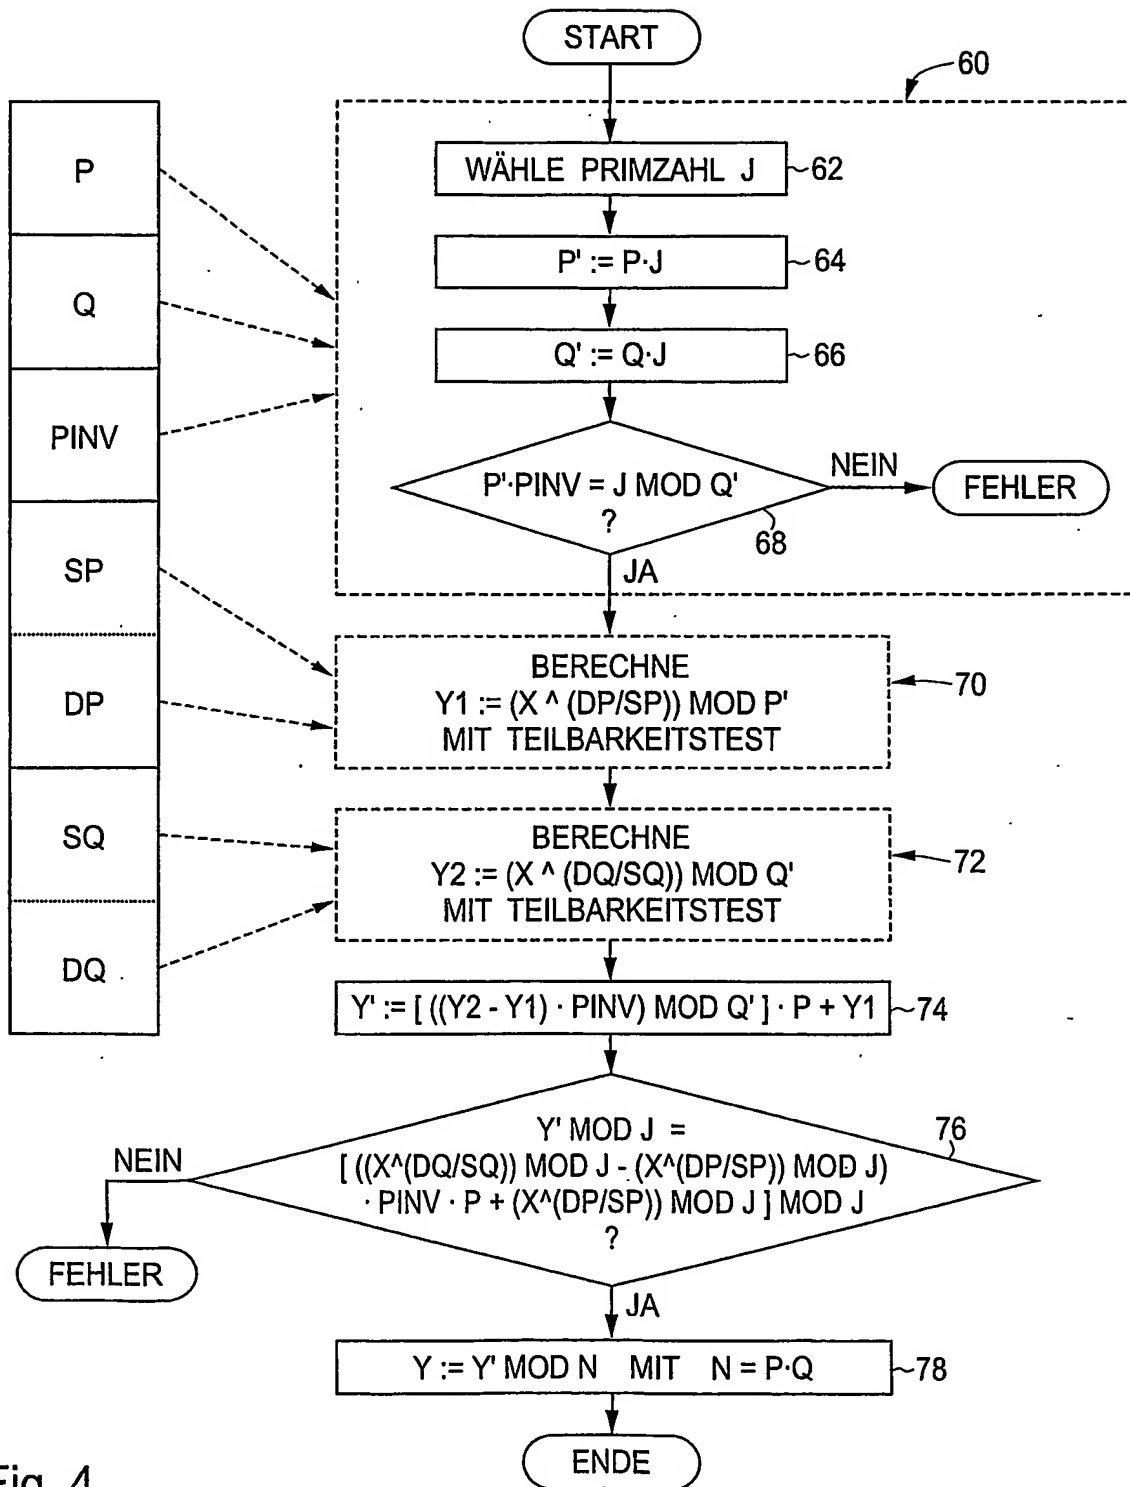 START
60
P
Q
PINV
SP
DP
SQ
DQ
WÄHLE PRIMZAHL J
62
P' := P·J
64
Q' := Q·J
66
P'·PINV = J MOD Q'
?
68
NEIN
FEHLER
JA
BERECHNE
Y1 := (X ^ (DP/SP)) MOD P'
MIT TEILBARKEITSTEST
70
BERECHNE
Y2 := (X ^ (DQ/SQ)) MOD Q'
MIT TEILBARKEITSTEST
72
Y' := [ ((Y2 - Y1) · PINV) MOD Q' ] · P + Y1
74
Y' MOD J =
[ ((X^(DQ/SQ)) MOD J - (X^(DP/SP)) MOD J)
· PINV · P + (X^(DP/SP)) MOD J ] MOD J
?
76
NEIN
FEHLER
JA
Y := Y' MOD N MIT N = P·Q
78
ENDE
Fig. 4